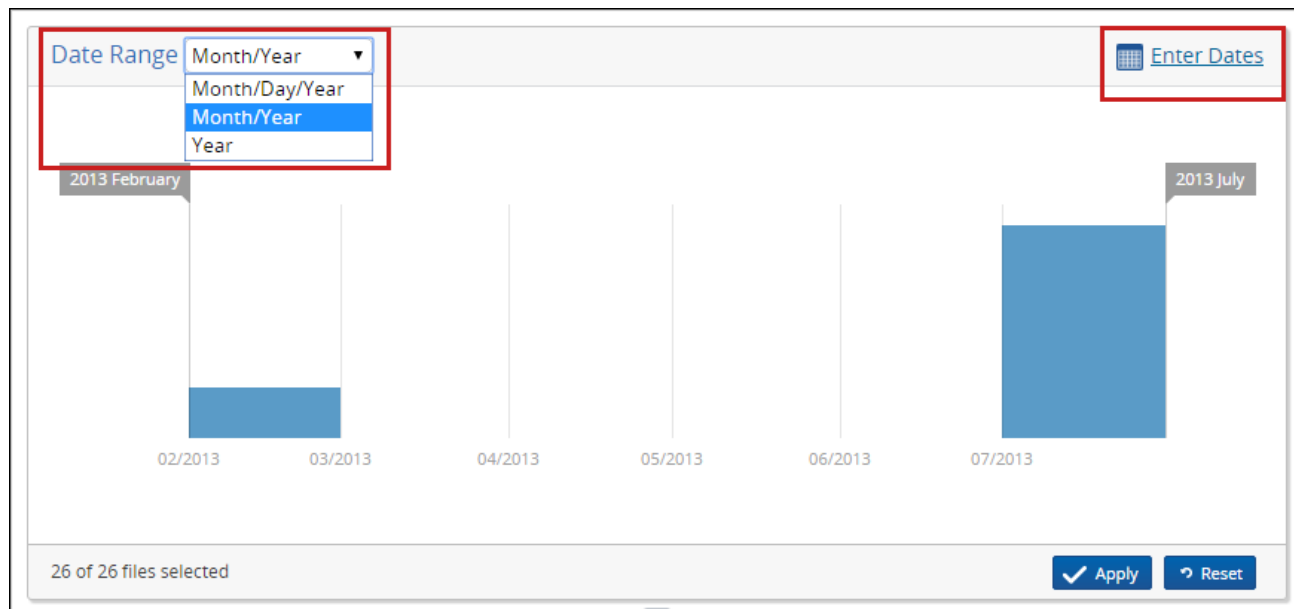 Date Range Month/Year Enter Dates
Month/Day/Year
Month/Year
Year
2013 February 2013 July
02/2013 03/2013 04/2013 05/2013 06/2013 07/2013
26 of 26 files selected Apply Reset